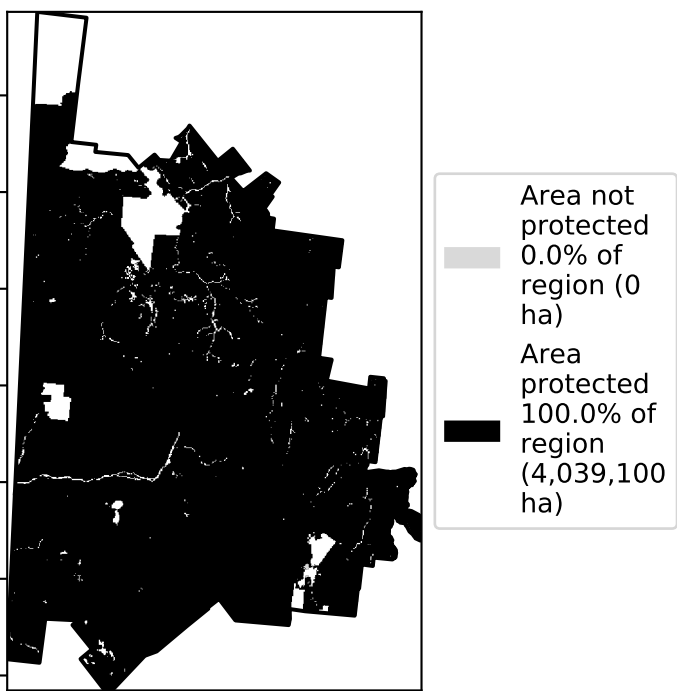 Area not
protected
0.0% of
region (0
ha)
Area
protected
100.0% of
region
(4,039,100
ha)